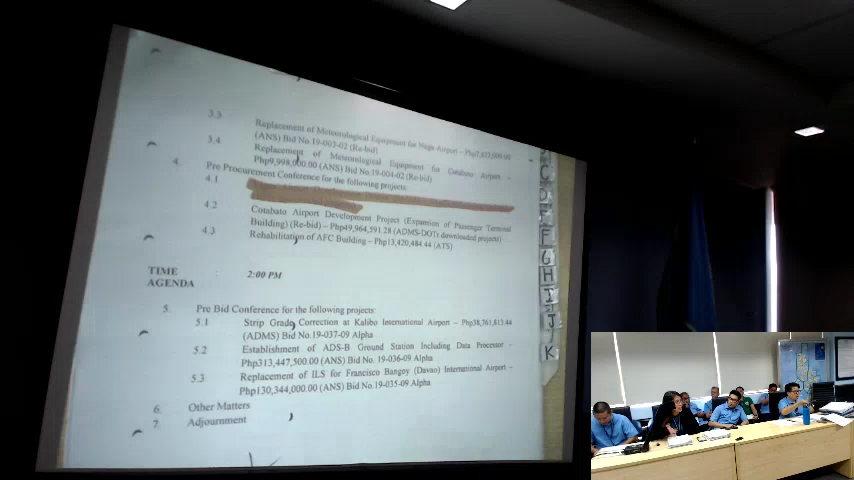 3.3 Replacement of Meteorological Equipment for Naga Airport – Php7,823,000.00
(ANS) Bid No. 19-003-02 (Re-bid)
3.4 Replacement of Meteorological Equipment for Cotabato Airport –
Php9,998,000.00 (ANS) Bid No.19-004-02 (Re-bid)
4. Pre Procurement Conference for the following projects:
4.1
4.2 Cotabato Airport Development Project (Expansion of Passenger Terminal
Building) (Re-bid) – Php49,964,591.28 (ADMS-DOTs downloaded projects)
4.3 Rehabilitation of AFC Building – Php13,420,484.44 (ATS)
TIME : 2:00 PM
AGENDA
5. Pre Bid Conference for the following projects:
5.1 Strip Grade Correction at Kalibo International Airport – Php38,761,813.44
(ADMS) Bid No. 19-037-09 Alpha
5.2 Establishment of ADS-B Ground Station Including Data Processor –
Php313,447,500.00 (ANS) Bid No. 19-036-09 Alpha
5.3 Replacement of ILS for Francisco Bangoy (Davao) International Airport –
Php130,344,000.00 (ANS) Bid No. 19-035-09 Alpha
6. Other Matters
7. Adjournment
C
D
F
G
H
I
J
K